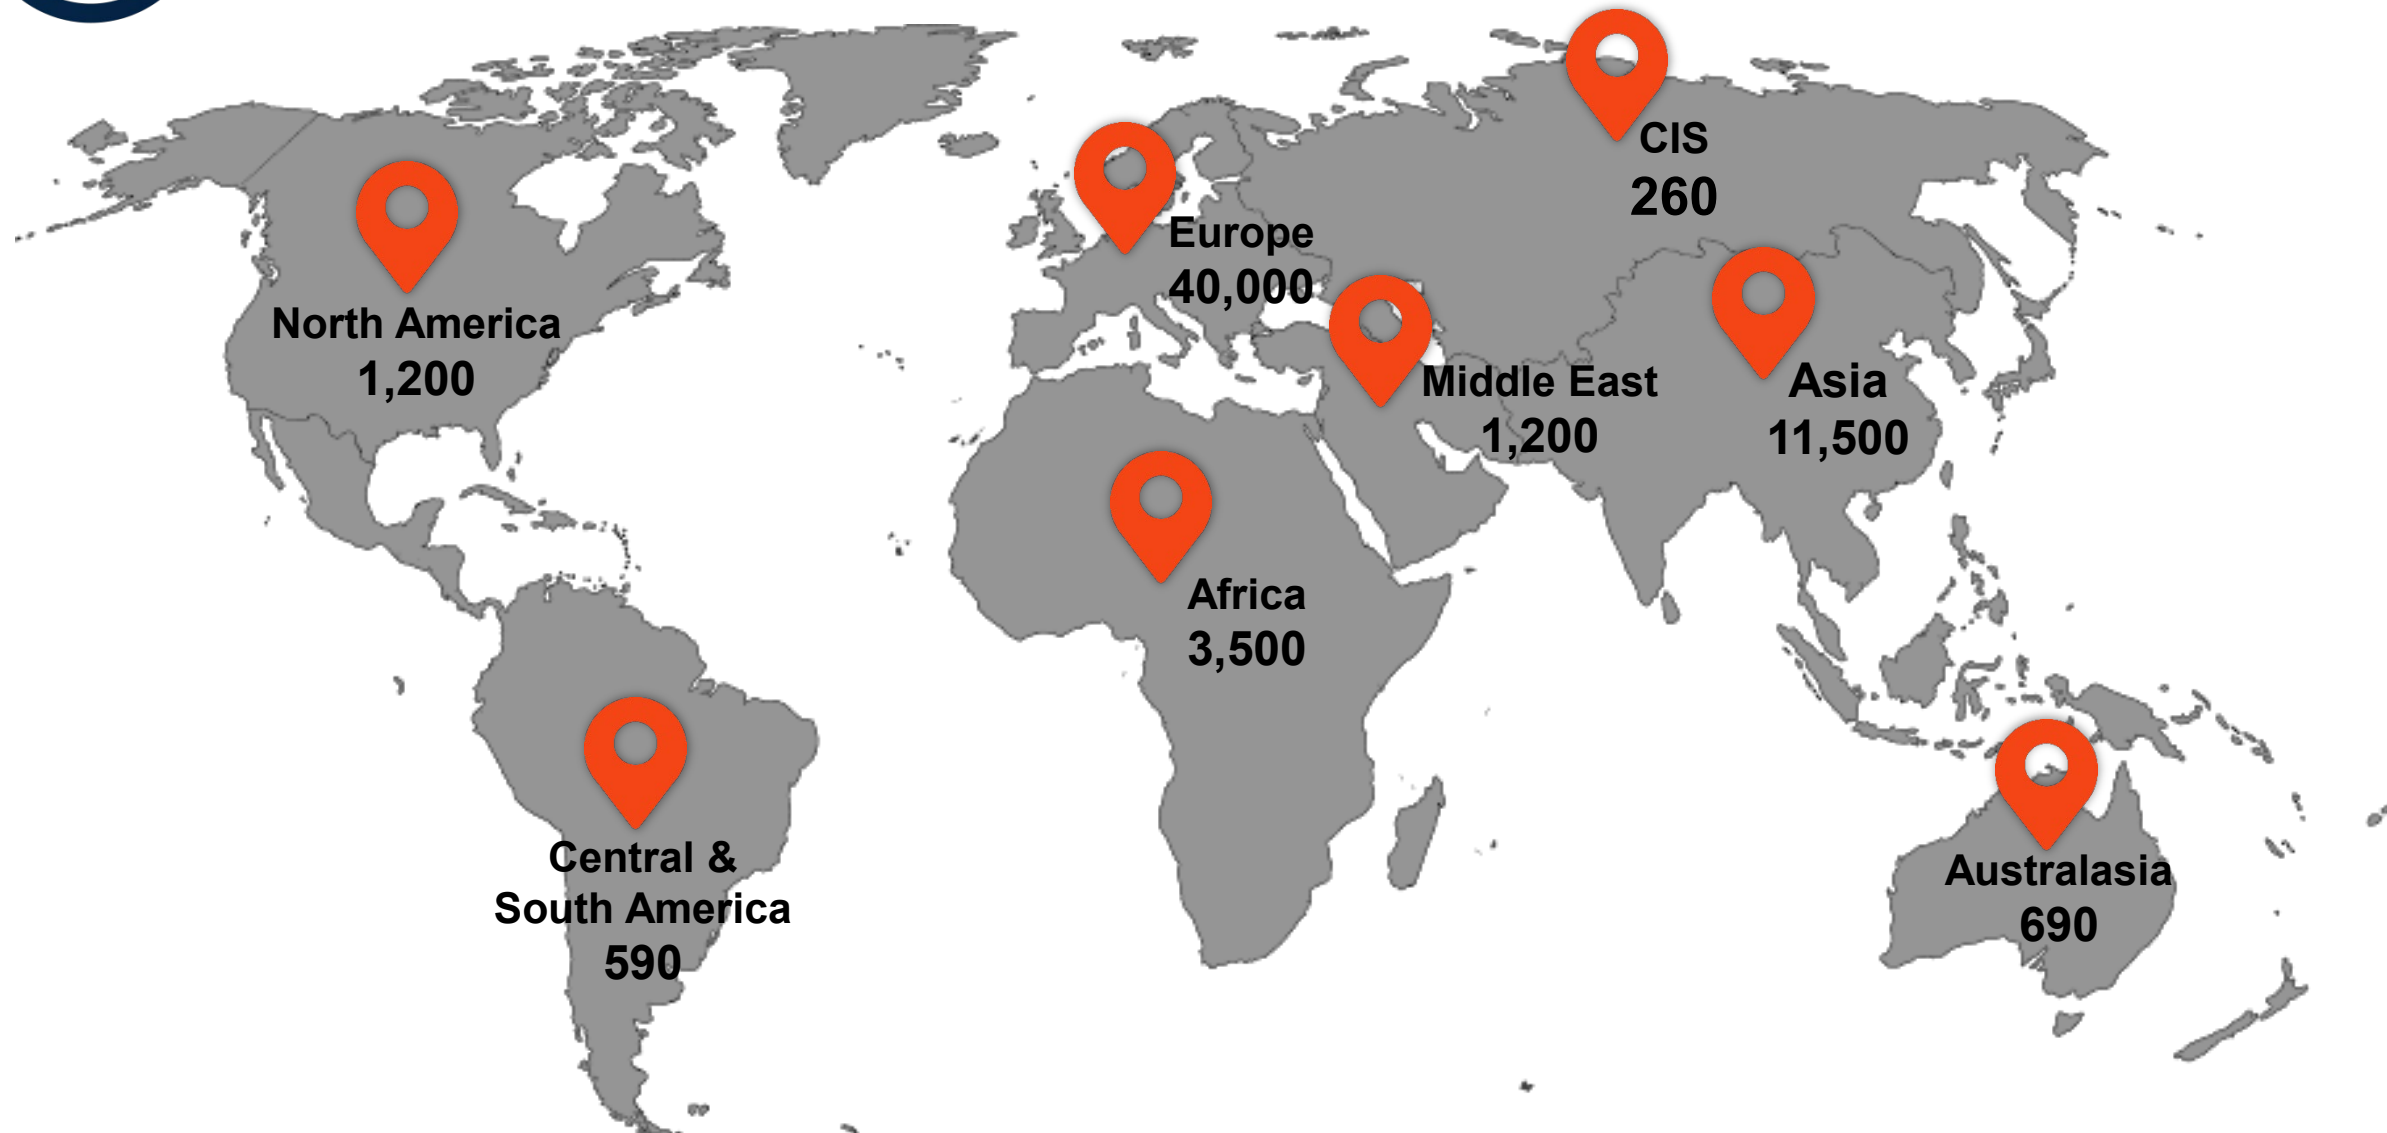 CIS
260
Europe
40,000
North America
1,200
Middle East
1,200
Asia
11,500
Africa
3,500
Central &
South America
590
Australasia
690